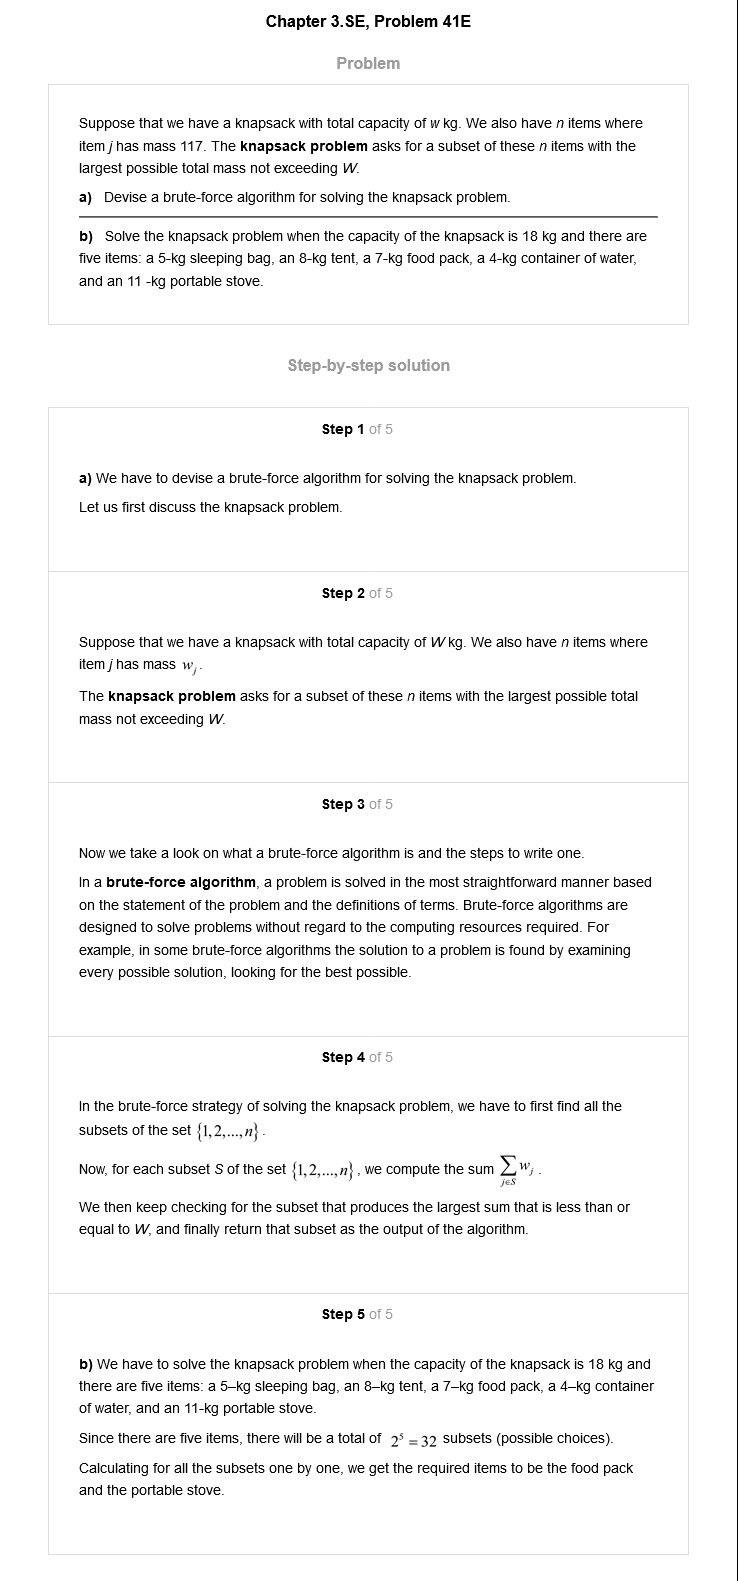 Chapter 3.SE, Problem 41E
Problem
Suppose that we have a knapsack with total capacity of w kg. We also have n items where
item j has mass 117. The knapsack problem asks for a subset of these n items with the
largest possible total mass not exceeding W.
a) Devise a brute-force algorithm for solving the knapsack problem.
b) Solve the knapsack problem when the capacity of the knapsack is 18 kg and there are
five items: a 5-kg sleeping bag, an 8-kg tent, a 7-kg food pack, a 4-kg container of water,
and an 11 -kg portable stove.
Step-by-step solution
Step 1 of 5
a) We have to devise a brute-force algorithm for solving the knapsack problem.
Let us first discuss the knapsack problem.
Step 2 of 5
Suppose that we have a knapsack with total capacity of W kg. We also have n items where
item j has mass w_j.
The knapsack problem asks for a subset of these n items with the largest possible total
mass not exceeding W.
Step 3 of 5
Now we take a look on what a brute-force algorithm is and the steps to write one.
In a brute-force algorithm, a problem is solved in the most straightforward manner based
on the statement of the problem and the definitions of terms. Brute-force algorithms are
designed to solve problems without regard to the computing resources required. For
example, in some brute-force algorithms the solution to a problem is found by examining
every possible solution, looking for the best possible.
Step 4 of 5
In the brute-force strategy of solving the knapsack problem, we have to first find all the
subsets of the set {1,2,...,n}.
Now, for each subset S of the set {1,2,...,n}, we compute the sum ∑_{j∈S} w_j.
We then keep checking for the subset that produces the largest sum that is less than or
equal to W, and finally return that subset as the output of the algorithm.
Step 5 of 5
b) We have to solve the knapsack problem when the capacity of the knapsack is 18 kg and
there are five items: a 5–kg sleeping bag, an 8–kg tent, a 7–kg food pack, a 4–kg container
of water, and an 11-kg portable stove.
Since there are five items, there will be a total of 2^5 = 32 subsets (possible choices).
Calculating for all the subsets one by one, we get the required items to be the food pack
and the portable stove.